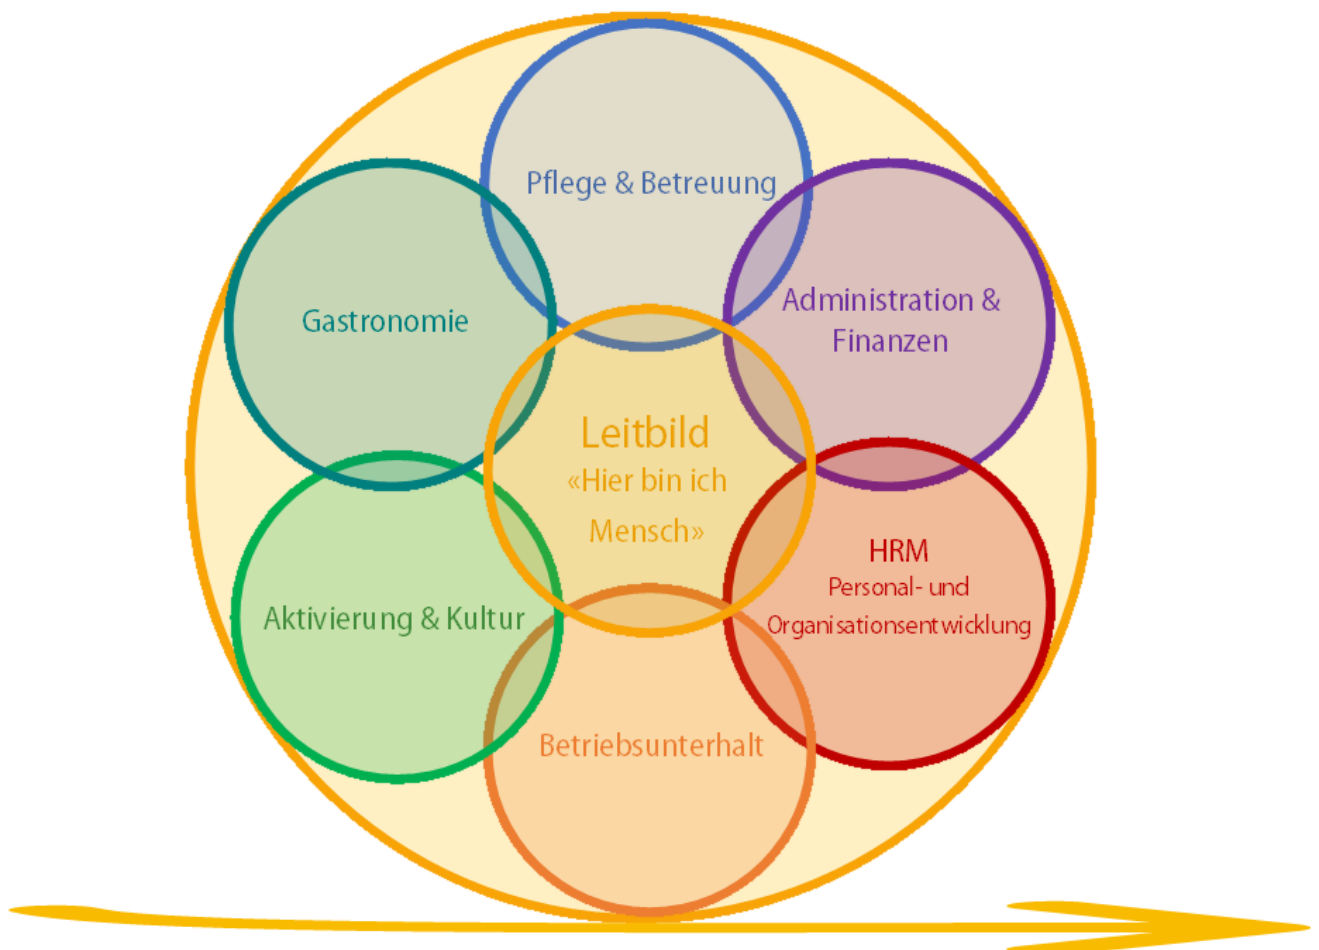 Pflege & Betreuung
Administration &
Finanzen
Gastronomie
Leitbild
«Hier bin ich
Mensch»
HRM
Personal- und
Organisationsentwicklung
Aktivierung & Kultur
Betriebsunterhalt